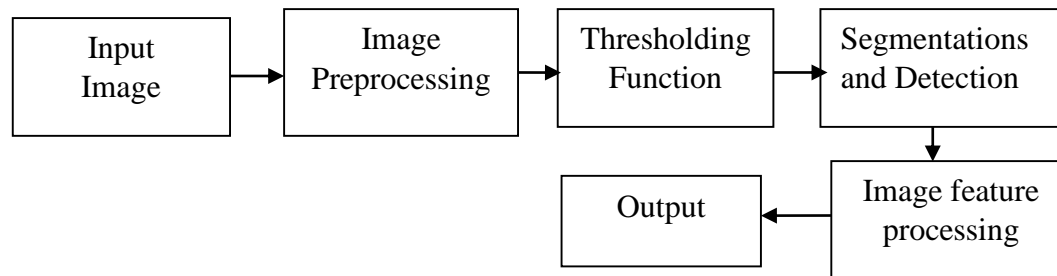 Input
Image
Image
Preprocessing
Thresholding
Function
Segmentations
and Detection
Image feature
processing
Output